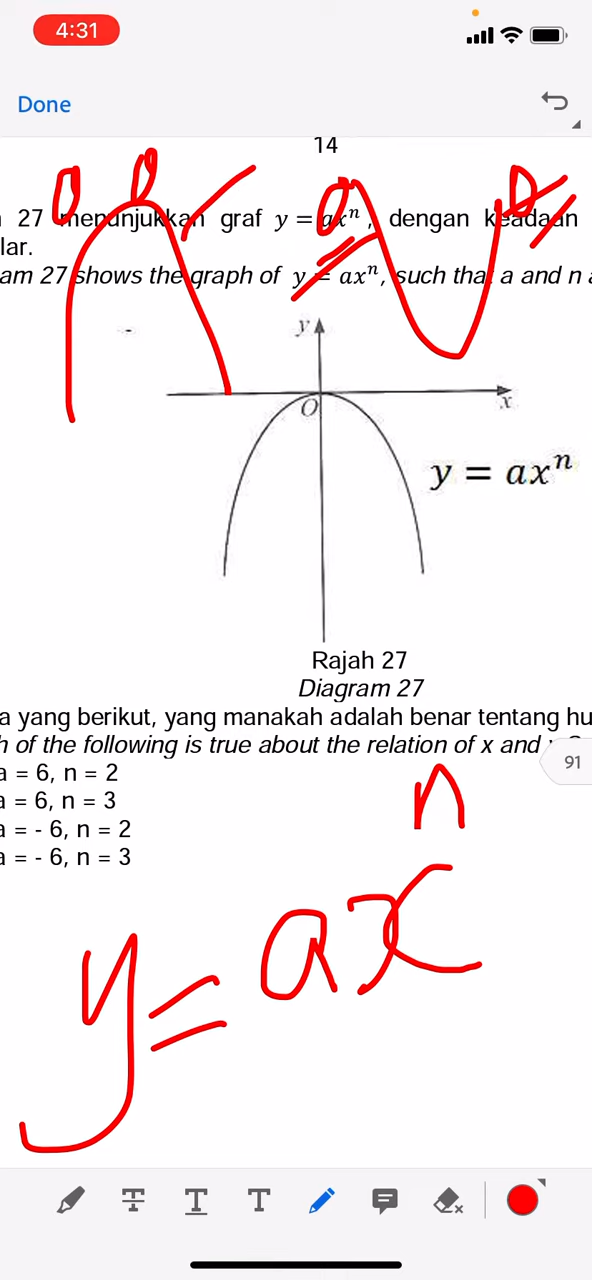 4:31
Done
14
27 menunjukkan graf y = axⁿ, dengan keadaan
lar.
am 27 shows the graph of y = axⁿ, such that a and n a
y
O
x
y = axⁿ
Rajah 27
Diagram 27
a yang berikut, yang manakah adalah benar tentang hu
h of the following is true about the relation of x and
91
a = 6, n = 2
a = 6, n = 3
a = - 6, n = 2
a = - 6, n = 3
y = axⁿ